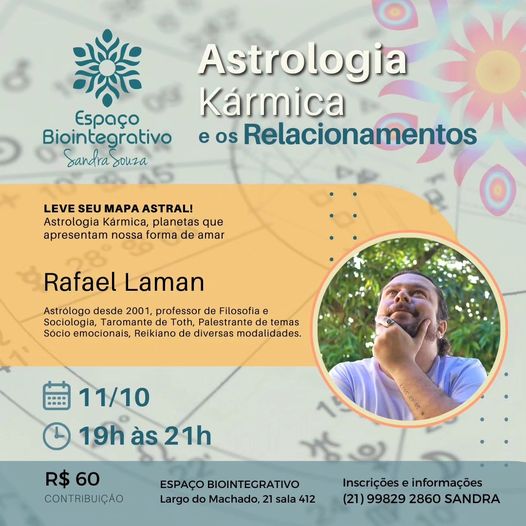 Espaço
Biointegrativo
Sandra Souza
Astrologia
Kármica
e os Relacionamentos
LEVE SEU MAPA ASTRAL!
Astrologia Kármica, planetas que
apresentam nossa forma de amar
Rafael Laman
Astrólogo desde 2001, professor de Filosofia e
Sociologia, Taromante de Toth, Palestrante de temas
Sócio emocionais, Reikiano de diversas modalidades.
11/10
19h às 21h
R$ 60
CONTRIBUIÇÃO
ESPAÇO BIOINTEGRATIVO
Largo do Machado, 21 sala 412
Inscrições e informações
(21) 99829 2860 SANDRA